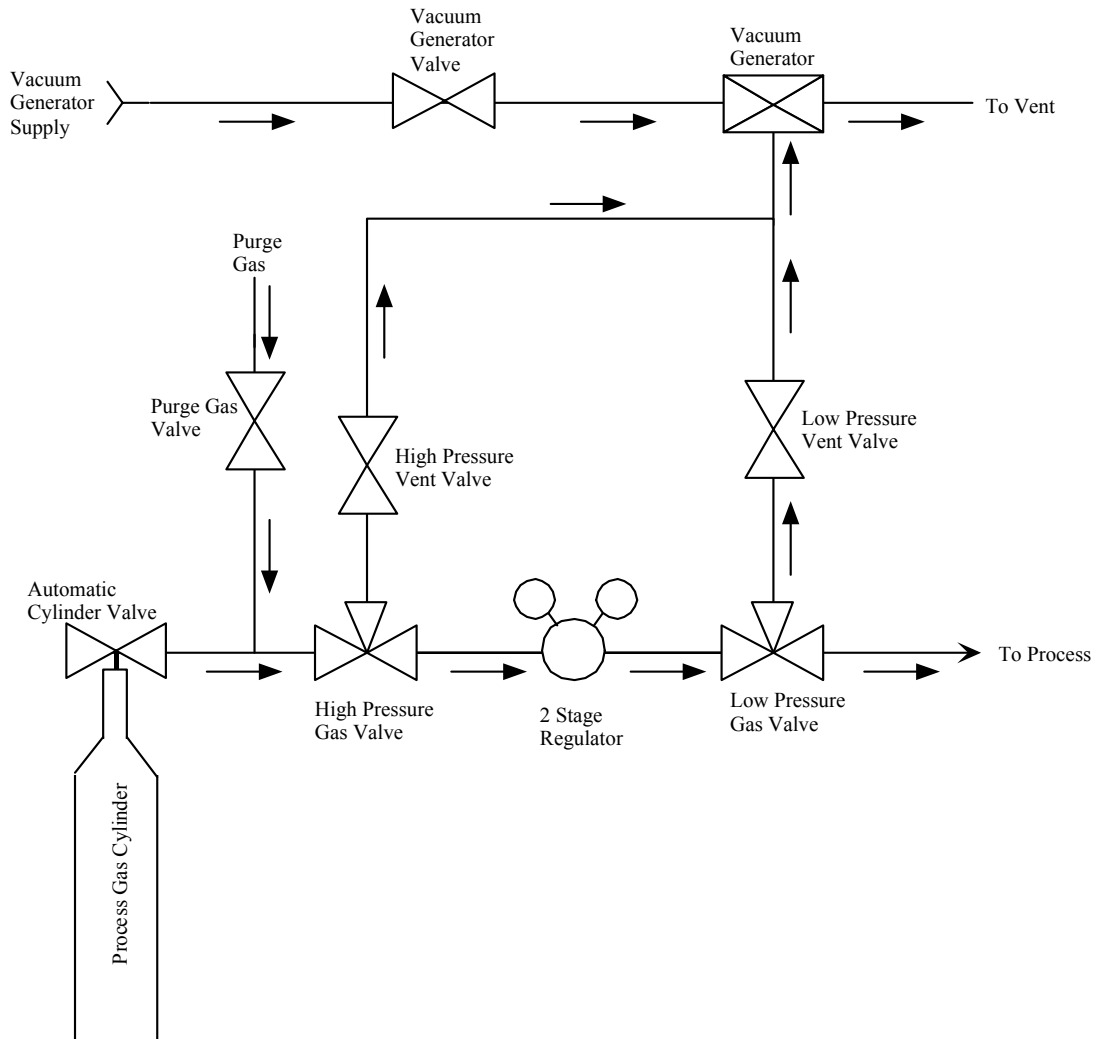 Vacuum
Generator
Supply
Vacuum
Generator
Valve
Vacuum
Generator
To Vent
Purge
Gas
Purge Gas
Valve
High Pressure
Vent Valve
Low Pressure
Vent Valve
Automatic
Cylinder Valve
High Pressure
Gas Valve
2 Stage
Regulator
Low Pressure
Gas Valve
To Process
Process Gas Cylinder